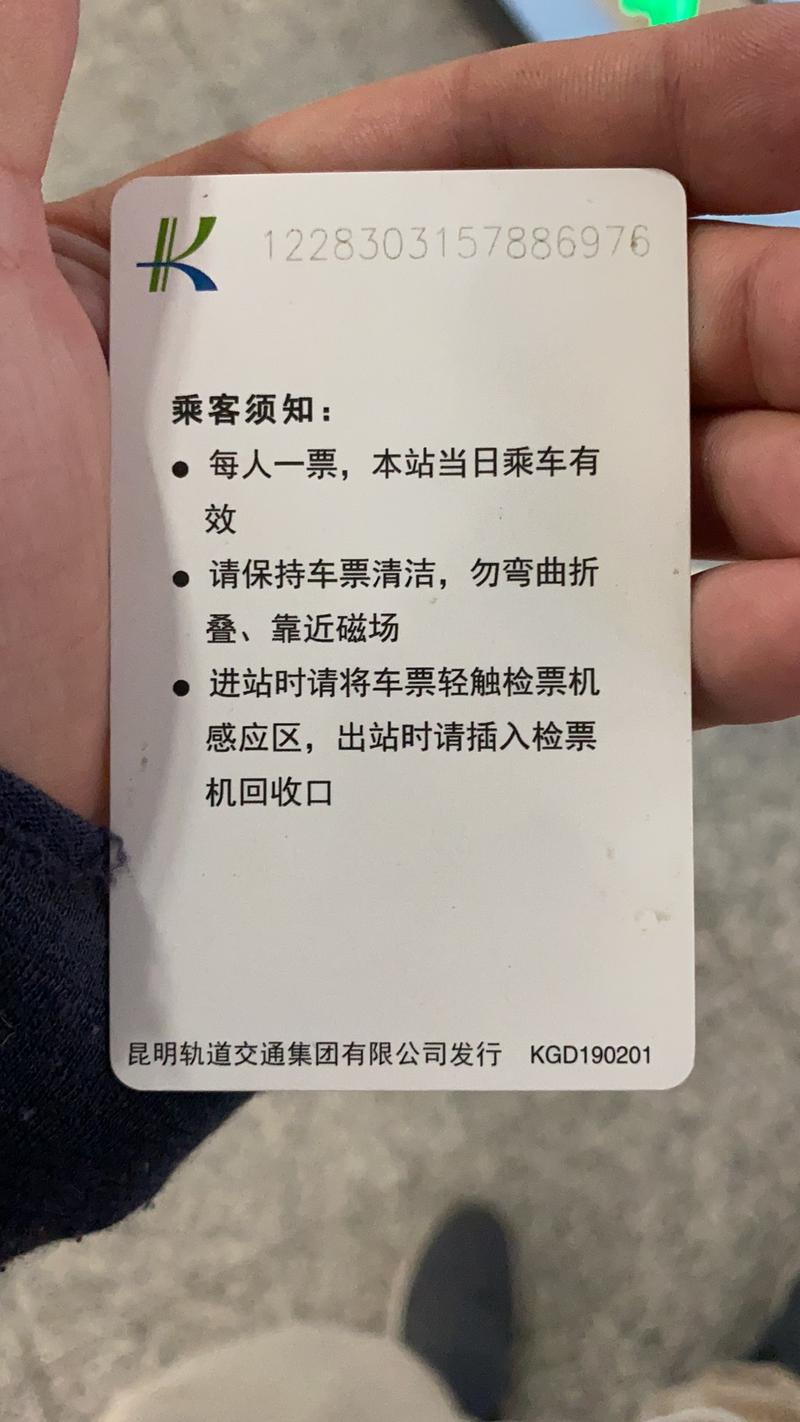 1228303157886976
乘客须知：
● 每人一票，本站当日乘车有
效
● 请保持车票清洁，勿弯曲折
叠、靠近磁场
● 进站时请将车票轻触检票机
感应区，出站时请插入检票
机回收口
昆明轨道交通集团有限公司发行 KGD190201